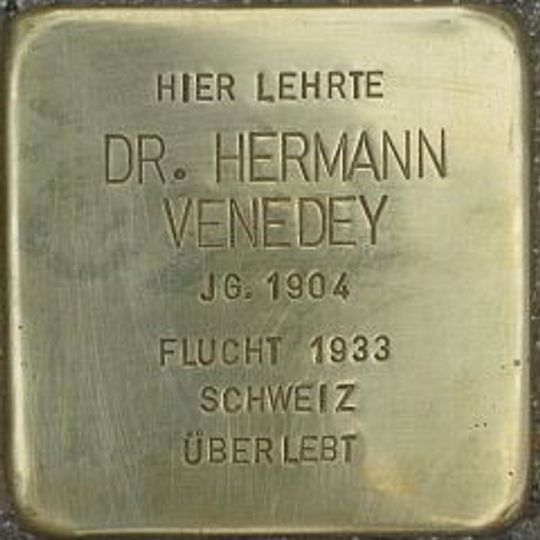 HIER LEHRTE
DR. HERMANN
VENEDEY
JG. 1904
FLUCHT 1933
SCHWEIZ
ÜBERLEBT